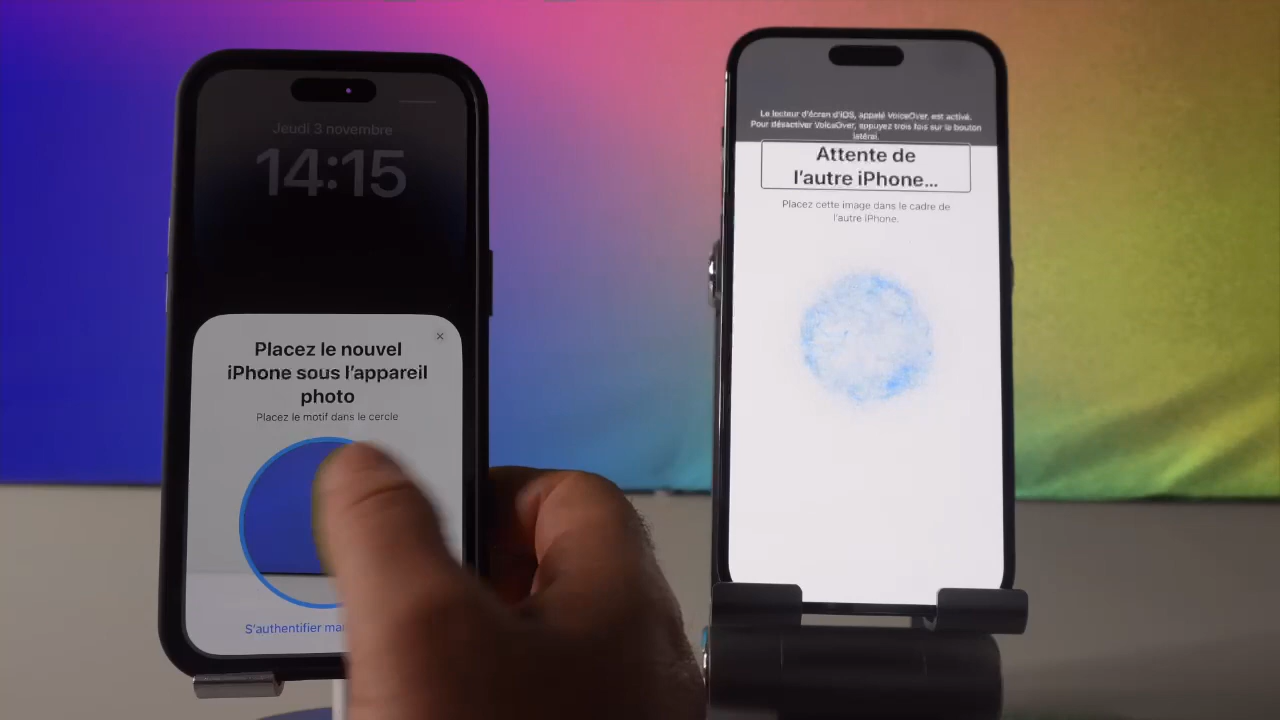 Jeudi 3 novembre
14:15
Placez le nouvel
iPhone sous l'appareil
photo
Placez le motif dans le cercle
S'authentifier
Le lecteur d'écran d'iOS, appelé VoiceOver, est activé.
Pour désactiver VoiceOver, appuyez trois fois sur le bouton
latéral.
Attente de
l'autre iPhone...
Placez cette image dans le cadre de
l'autre iPhone.